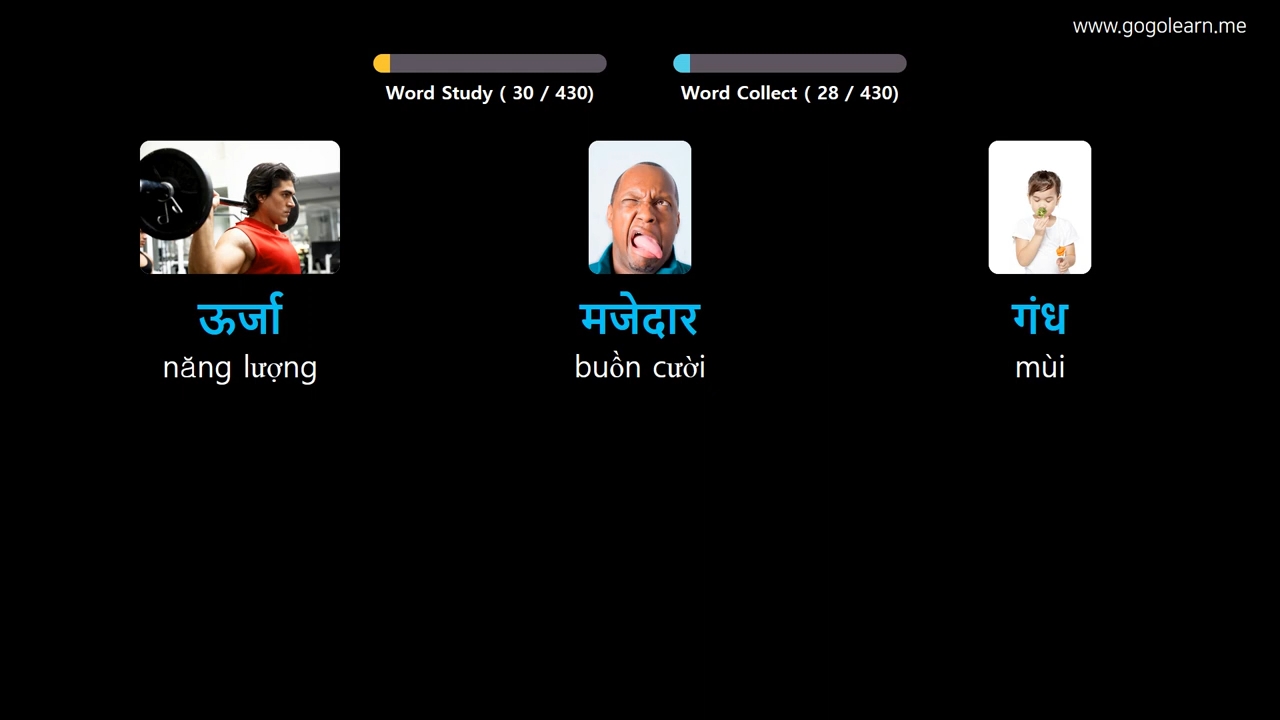 www.gogolearn.me
Word Study ( 30 / 430)
Word Collect ( 28 / 430)
ऊर्जा
मजेदार
गंध
năng lượng
buồn cười
mùi